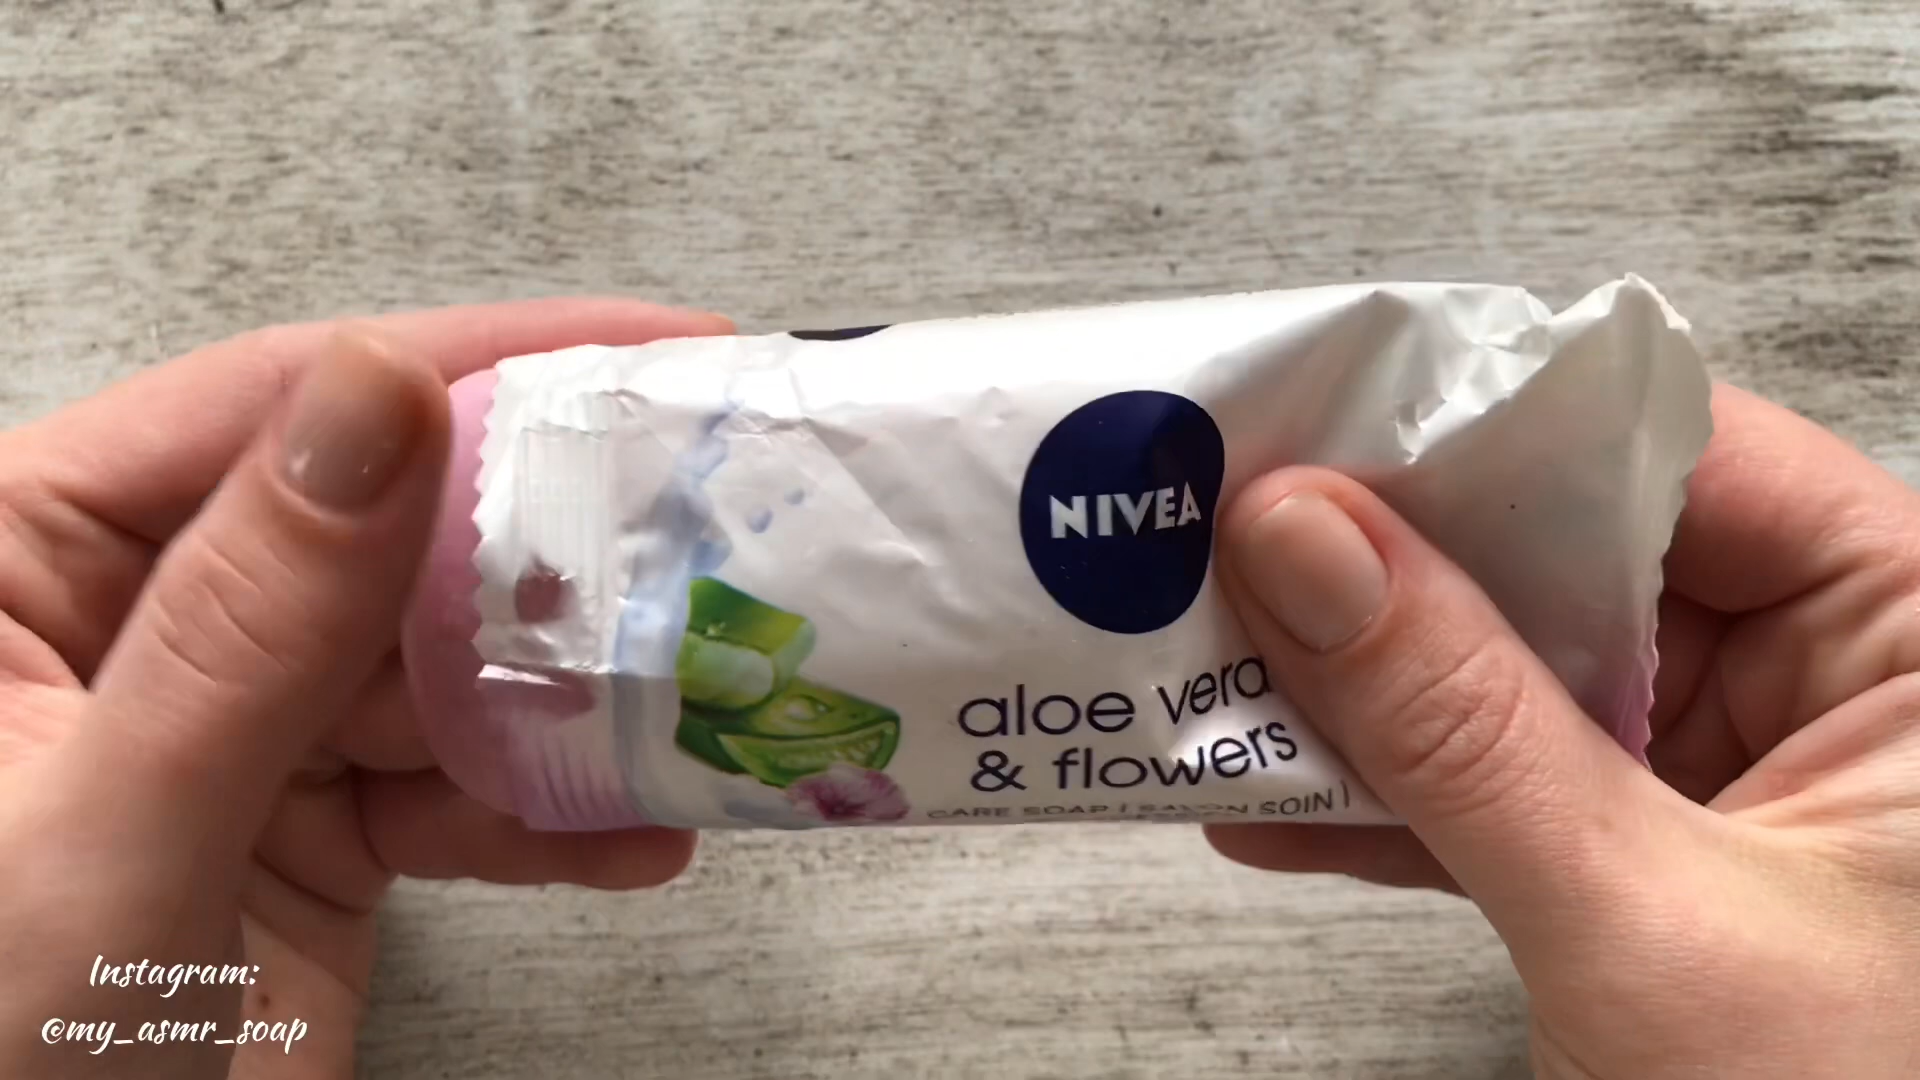 NIVEA
aloe vera
& flowers
CARE SOAP / SAVON SOIN /
Instagram:
@my_asmr_soap